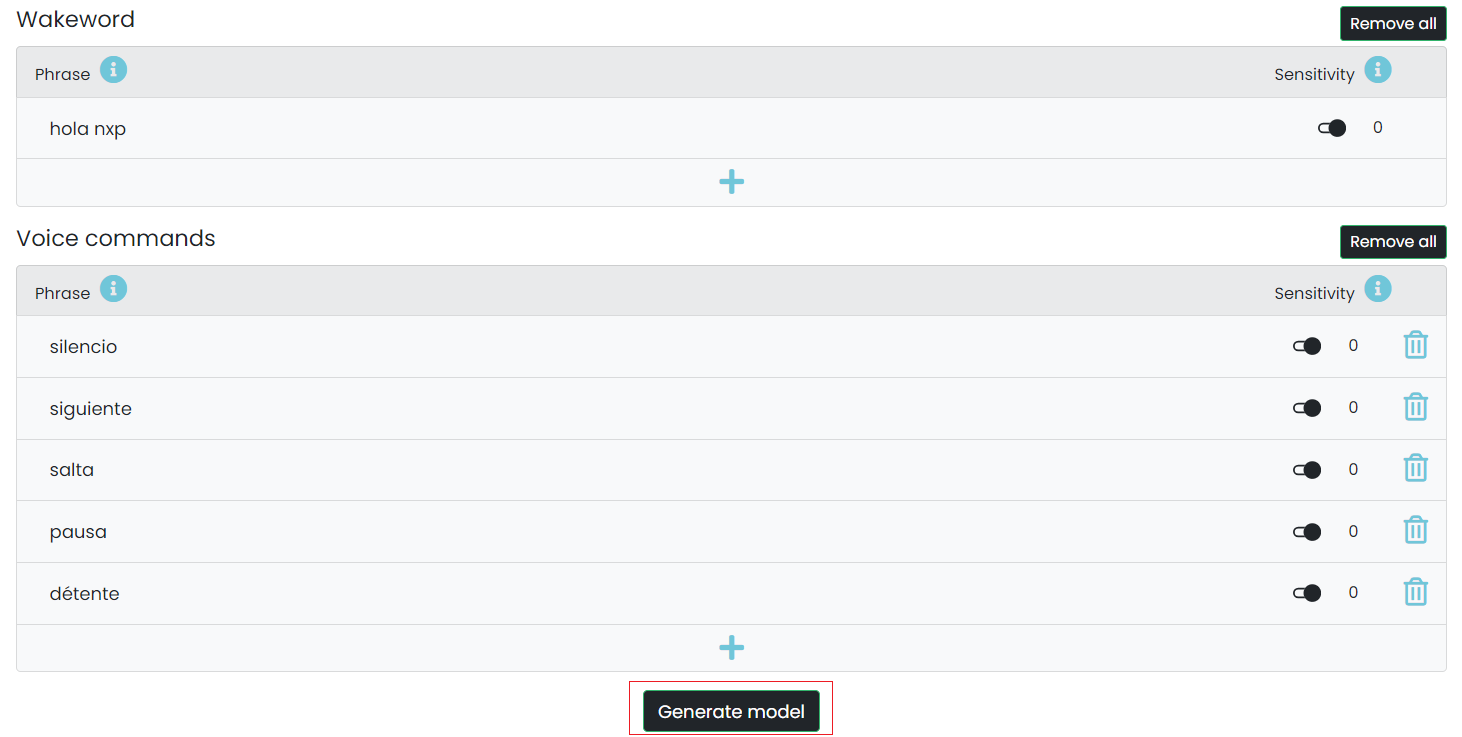 Wakeword
Remove all
Phrase
Sensitivity
hola nxp
0
Voice commands
Remove all
Phrase
Sensitivity
silencio
0
siguiente
0
salta
0
pausa
0
détente
0
Generate model